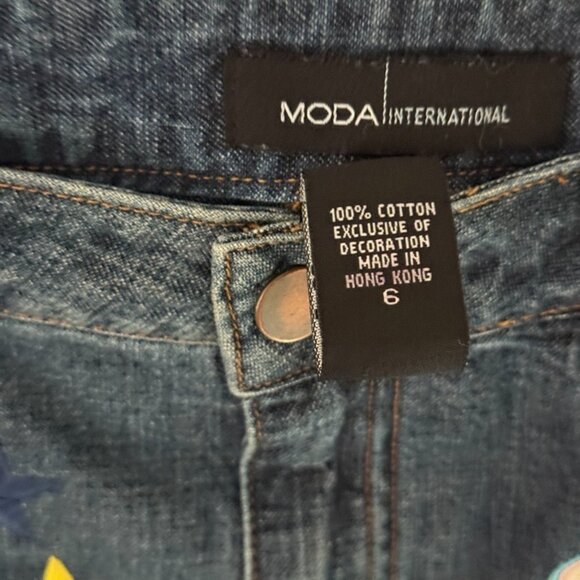 MODA INTERNATIONAL
100% COTTON
EXCLUSIVE OF
DECORATION
MADE IN
HONG KONG
6